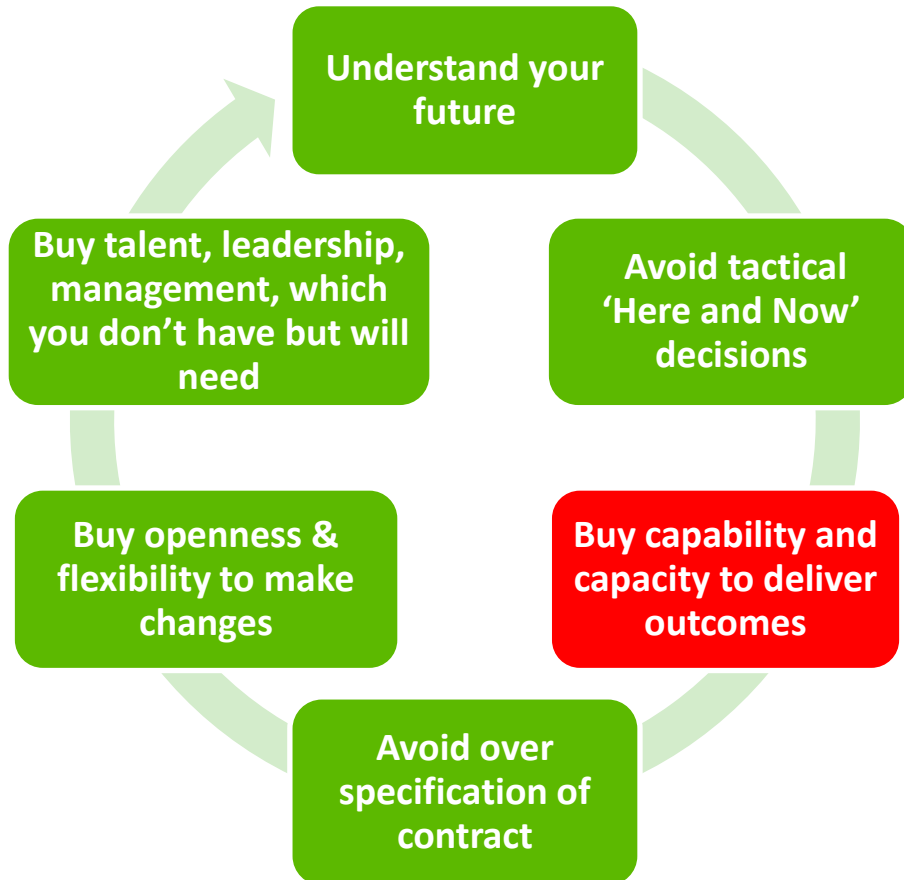 Understand your
future
Avoid tactical
‘Here and Now’
decisions
Buy capability and
capacity to deliver
outcomes
Avoid over
specification of
contract
Buy openness &
flexibility to make
changes
Buy talent, leadership,
management, which
you don’t have but will
need